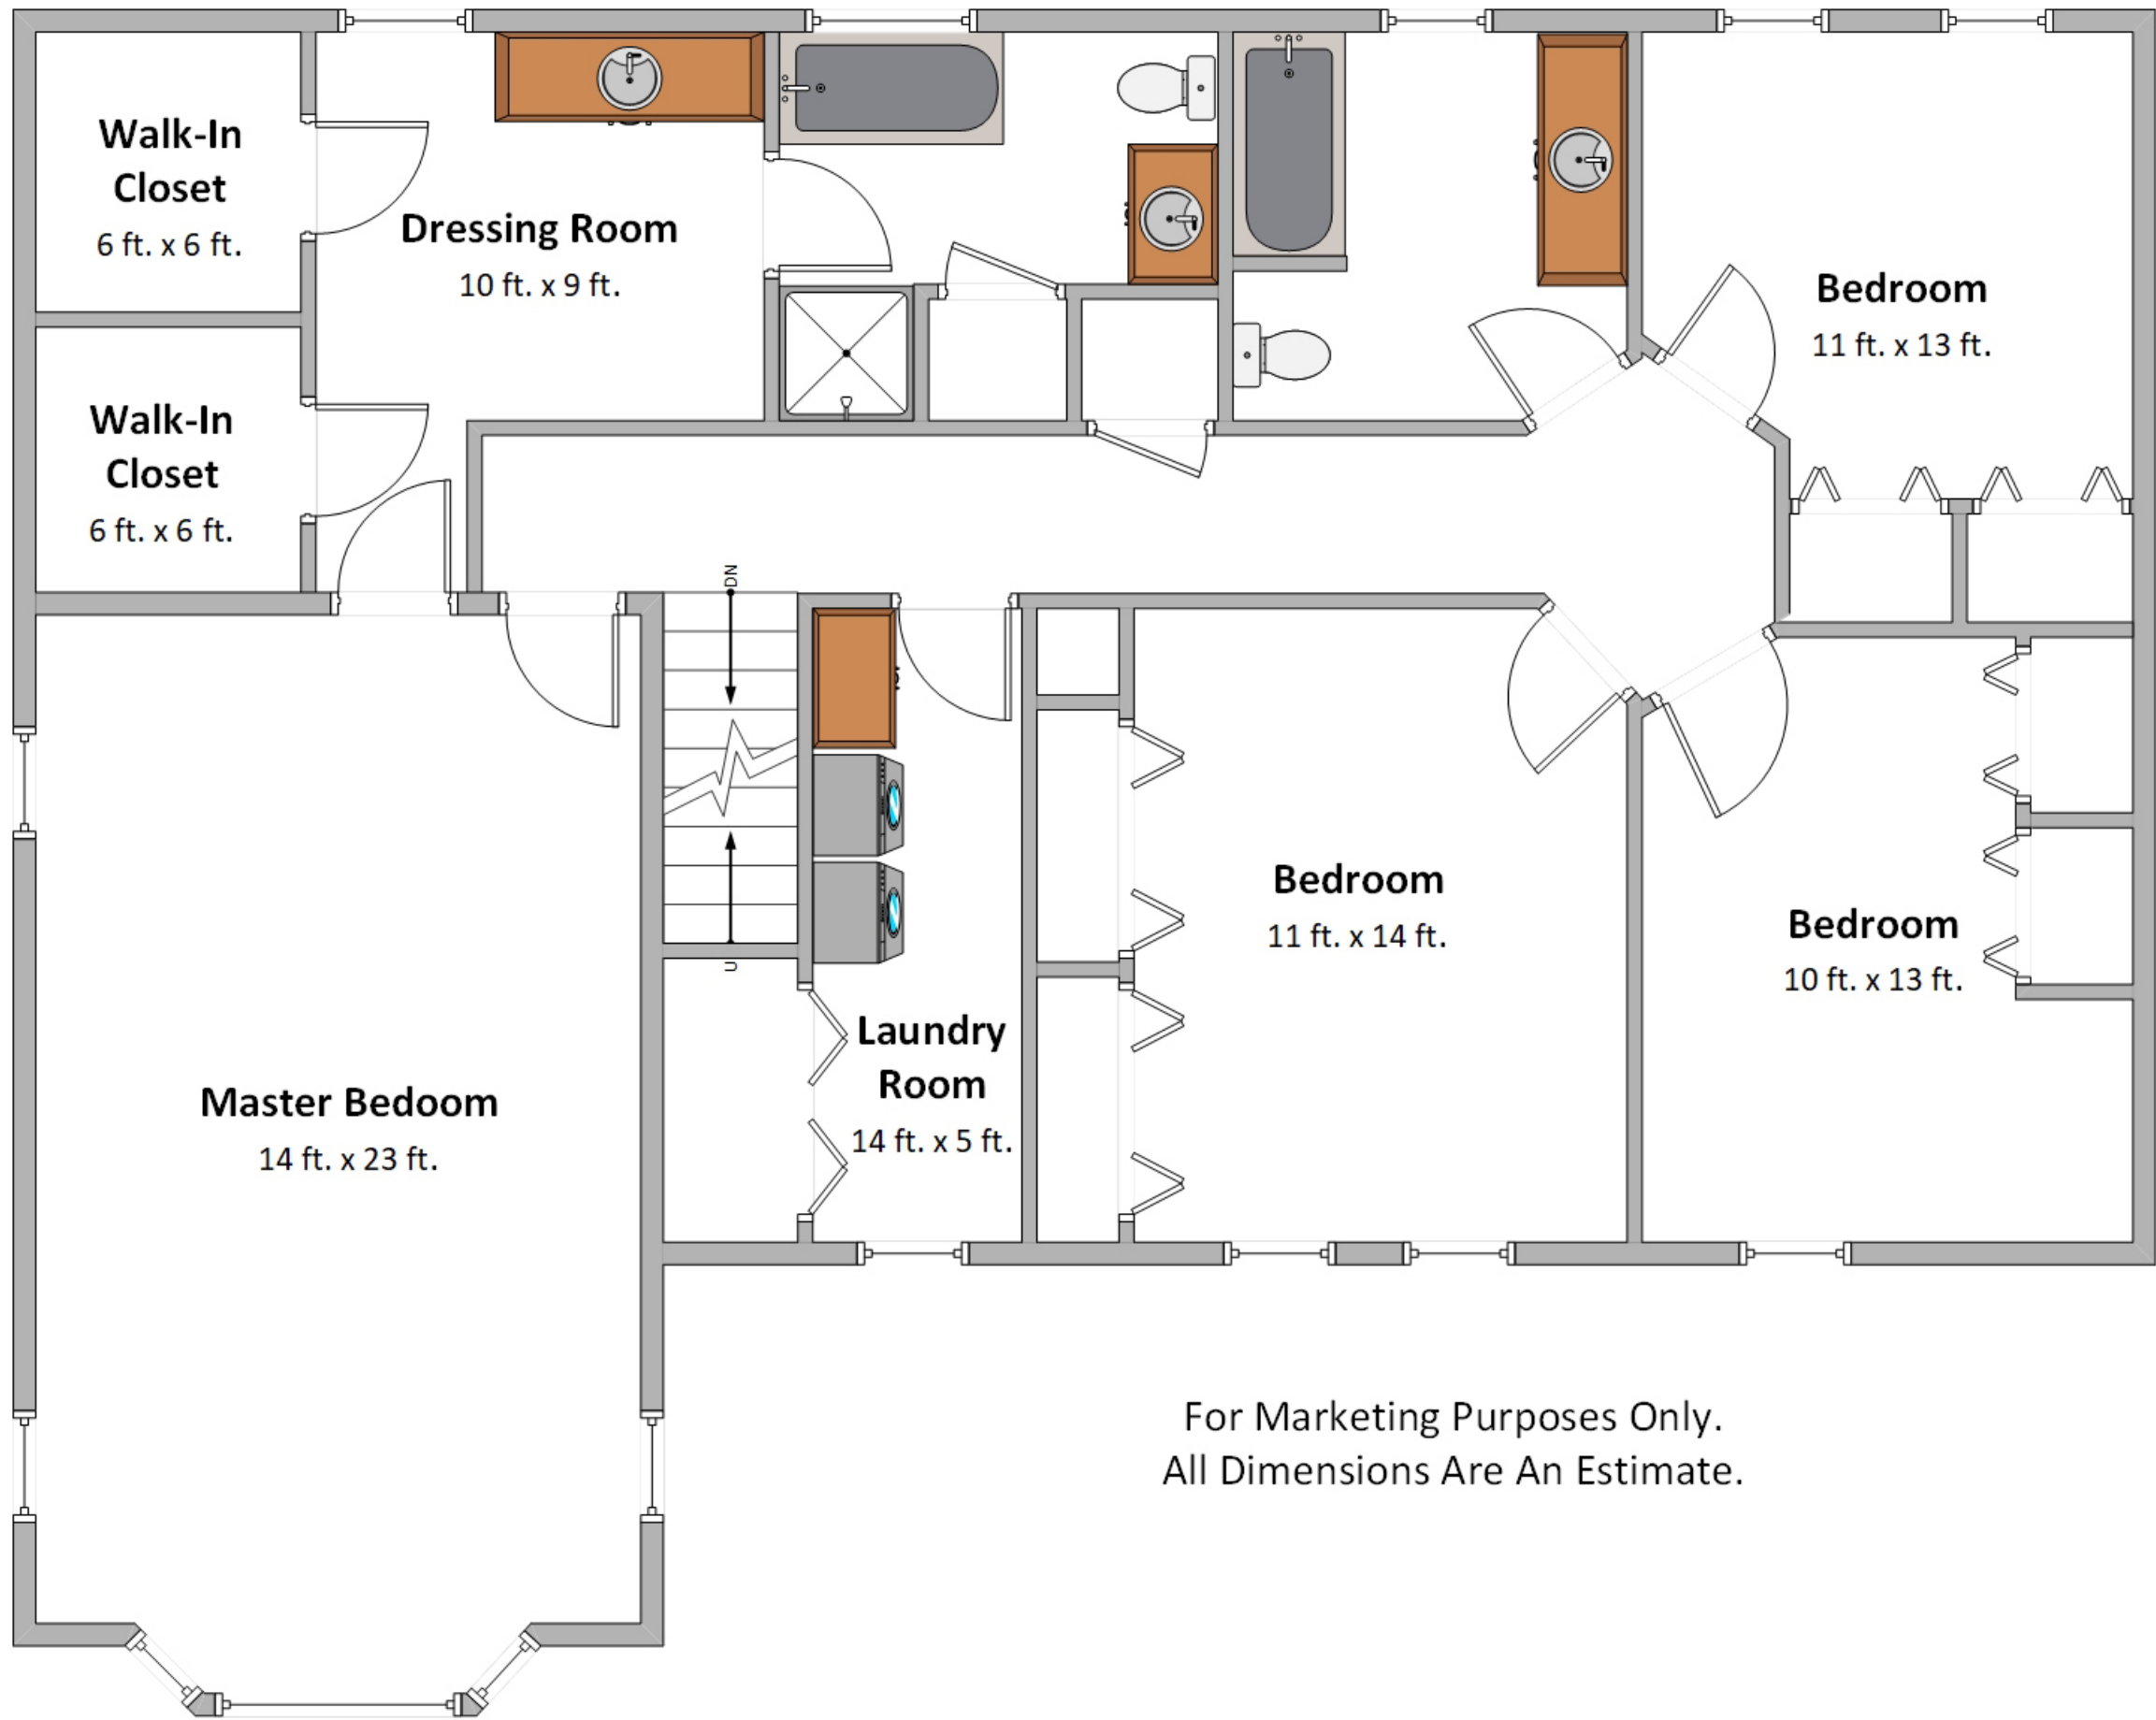 Walk-In
Closet
6 ft. x 6 ft.
Dressing Room
10 ft. x 9 ft.
Bedroom
11 ft. x 13 ft.
Walk-In
Closet
6 ft. x 6 ft.
DN
U
Bedroom
11 ft. x 14 ft.
Bedroom
10 ft. x 13 ft.
Laundry
Room
14 ft. x 5 ft.
Master Bedoom
14 ft. x 23 ft.
For Marketing Purposes Only.
All Dimensions Are An Estimate.